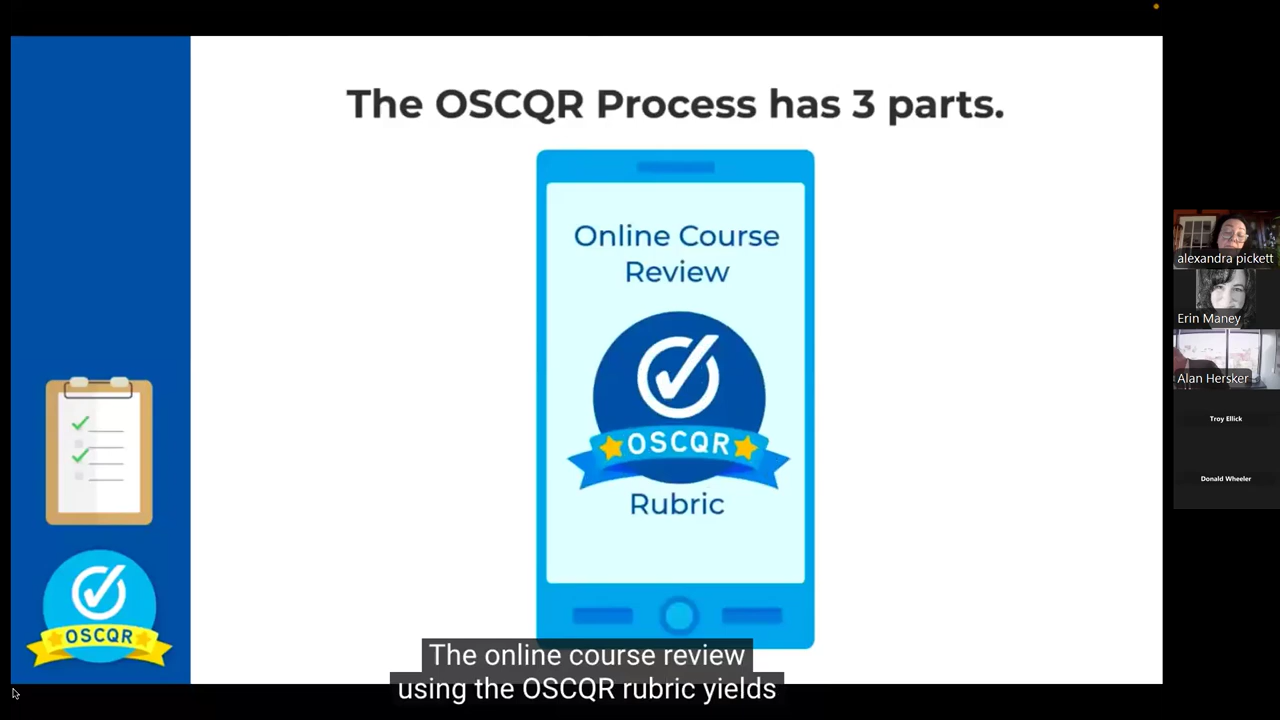 The OSCQR Process has 3 parts.
Online Course
Review
OSCQR
Rubric
OSCQR
The online course review
using the OSCQR rubric yields
alexandra pickett
Erin Maney
Alan Hersker
Troy Ellick
Donald Wheeler